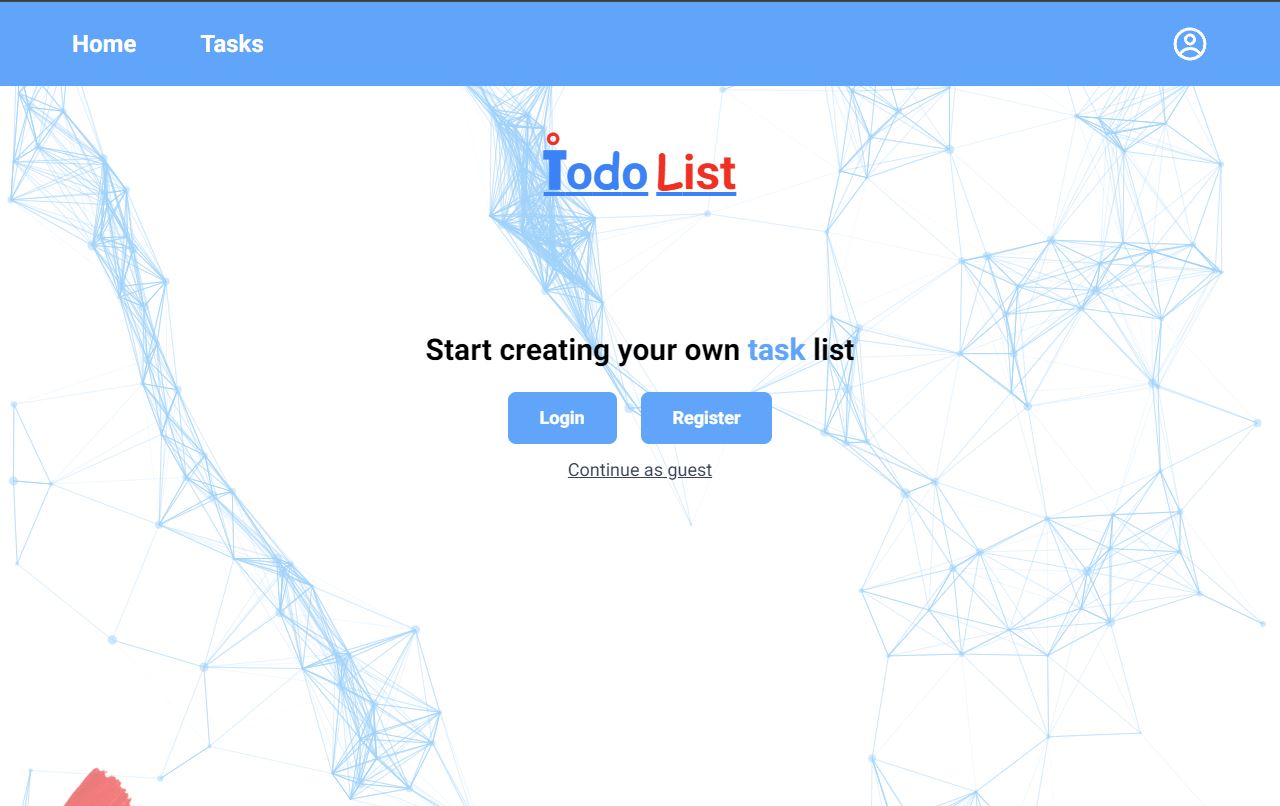 Home Tasks
Todo List
Start creating your own task list
Login Register
Continue as guest